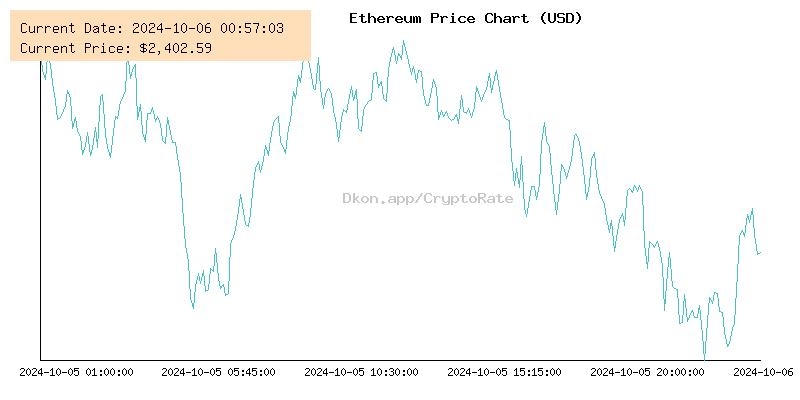 Ethereum Price Chart (USD)
Current Date: 2024-10-06 00:57:03
Current Price: $2,402.59
Dkon.app/CryptoRate
2024-10-05 01:00:00 2024-10-05 05:45:00 2024-10-05 10:30:00 2024-10-05 15:15:00 2024-10-05 20:00:00 2024-10-06